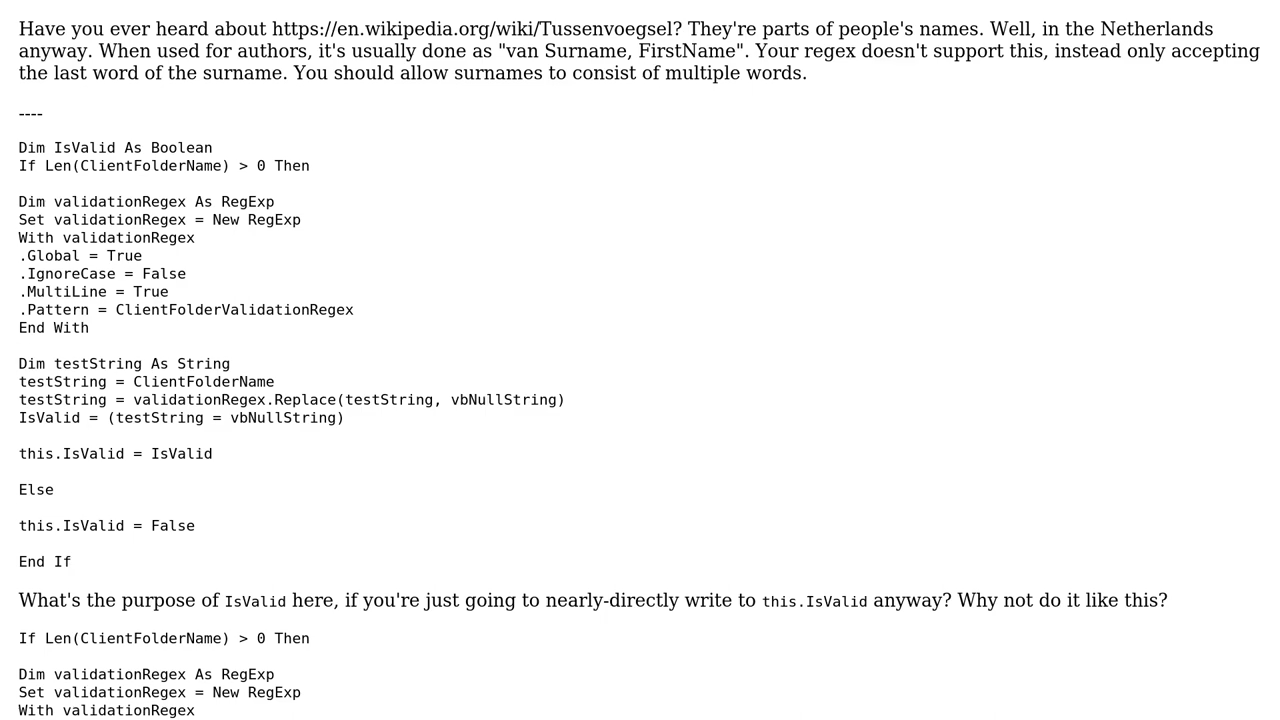 Have you ever heard about https://en.wikipedia.org/wiki/Tussenvoegsel? They're parts of people's names. Well, in the Netherlands
anyway. When used for authors, it's usually done as "van Surname, FirstName". Your regex doesn't support this, instead only accepting
the last word of the surname. You should allow surnames to consist of multiple words.
----
Dim IsValid As Boolean
If Len(ClientFolderName) > 0 Then
Dim validationRegex As RegExp
Set validationRegex = New RegExp
With validationRegex
.Global = True
.IgnoreCase = False
.MultiLine = True
.Pattern = ClientFolderValidationRegex
End With
Dim testString As String
testString = ClientFolderName
testString = validationRegex.Replace(testString, vbNullString)
IsValid = (testString = vbNullString)
this.IsValid = IsValid
Else
this.IsValid = False
End If
What's the purpose of IsValid here, if you're just going to nearly-directly write to this.IsValid anyway? Why not do it like this?
If Len(ClientFolderName) > 0 Then
Dim validationRegex As RegExp
Set validationRegex = New RegExp
With validationRegex